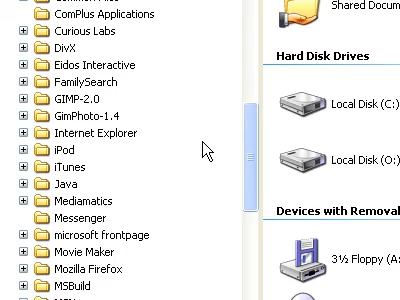 ComPlus Applications
Curious Labs
DivX
Eidos Interactive
FamilySearch
GIMP-2.0
GimPhoto-1.4
Internet Explorer
iPod
iTunes
Java
Mediamatics
Messenger
microsoft frontpage
Movie Maker
Mozilla Firefox
MSBuild
Shared Docum
Hard Disk Drives
Local Disk (C:)
Local Disk (O:)
Devices with Removal
3½ Floppy (A: